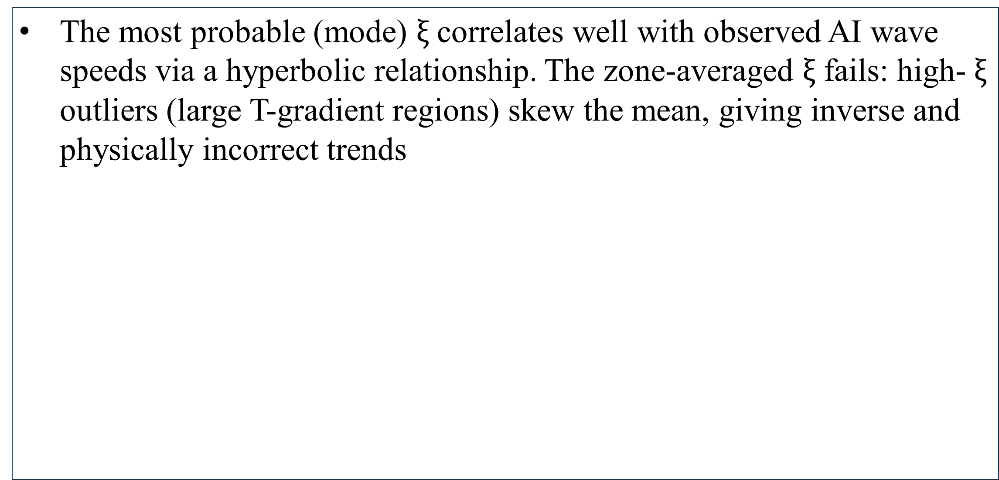 • The most probable (mode) ξ correlates well with observed AI wave
speeds via a hyperbolic relationship. The zone-averaged ξ fails: high- ξ
outliers (large T-gradient regions) skew the mean, giving inverse and
physically incorrect trends